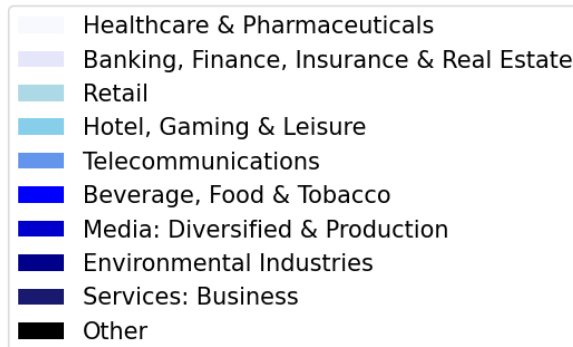 Healthcare & Pharmaceuticals
Banking, Finance, Insurance & Real Estate
Retail
Hotel, Gaming & Leisure
Telecommunications
Beverage, Food & Tobacco
Media: Diversified & Production
Environmental Industries
Services: Business
Other